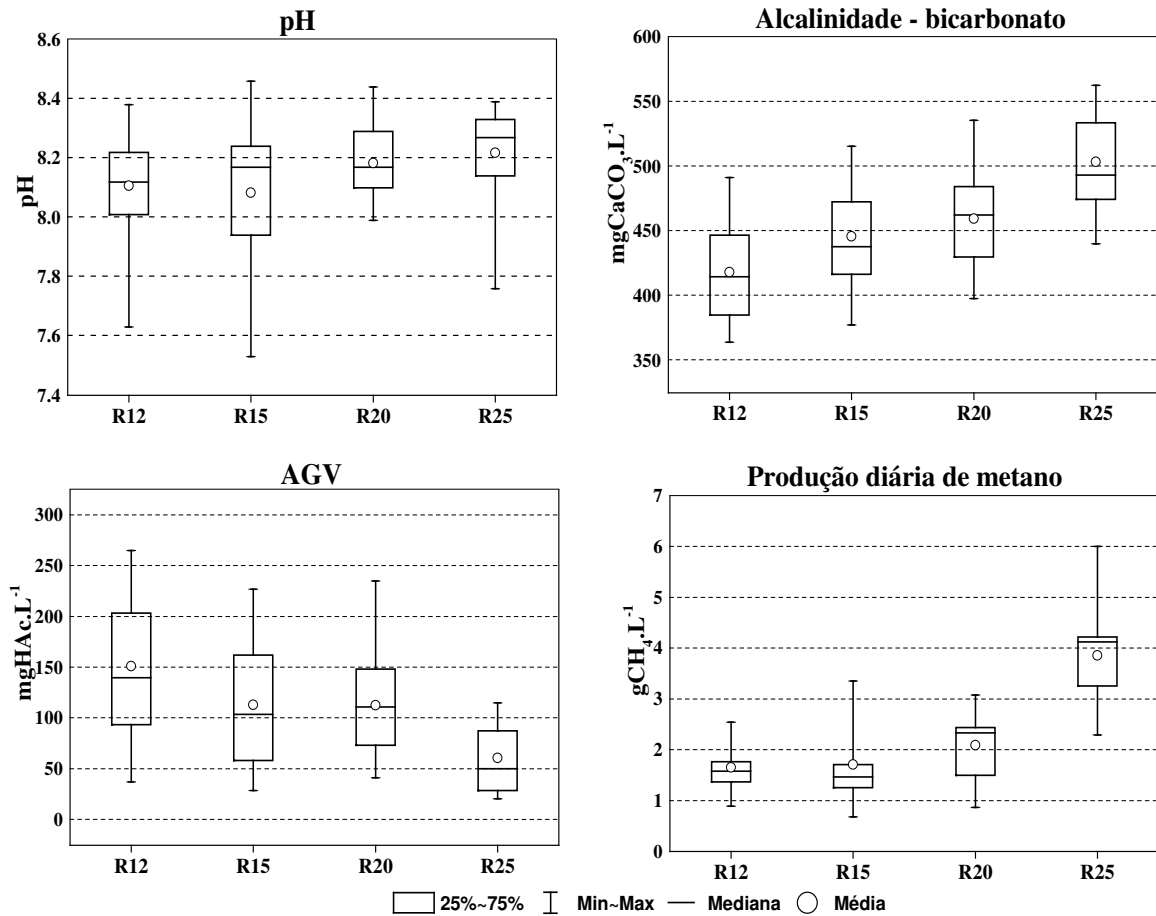 pH
8.6
8.4
8.2
8.0
7.8
7.6
7.4
pH
R12 R15 R20 R25
Alcalinidade - bicarbonato
600
550
500
450
400
350
mgCaCO₃.L⁻¹
R12 R15 R20 R25
AGV
300
250
200
150
100
50
0
mgHAc.L⁻¹
R12 R15 R20 R25
Produção diária de metano
7
6
5
4
3
2
1
0
gCH₄.L⁻¹
R12 R15 R20 R25
25%~75% Min~Max Mediana Média